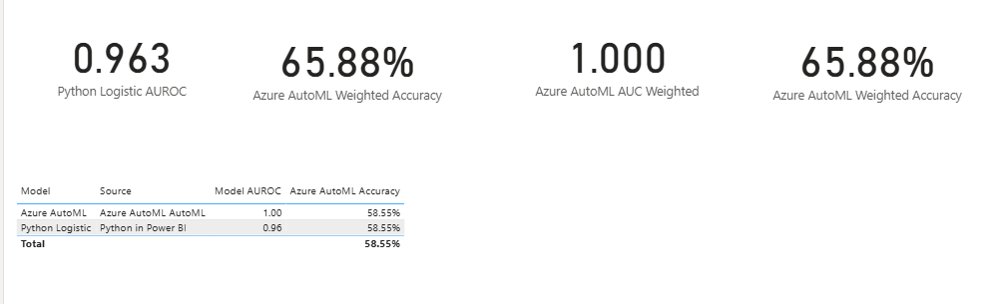 0.963
Python Logistic AUROC
65.88%
Azure AutoML Weighted Accuracy
1.000
Azure AutoML AUC Weighted
65.88%
Azure AutoML Weighted Accuracy
Model Source Model AUROC Azure AutoML Accuracy
Azure AutoML Azure AutoML AutoML 1.00 58.55%
Python Logistic Python in Power BI 0.96 58.55%
Total 58.55%